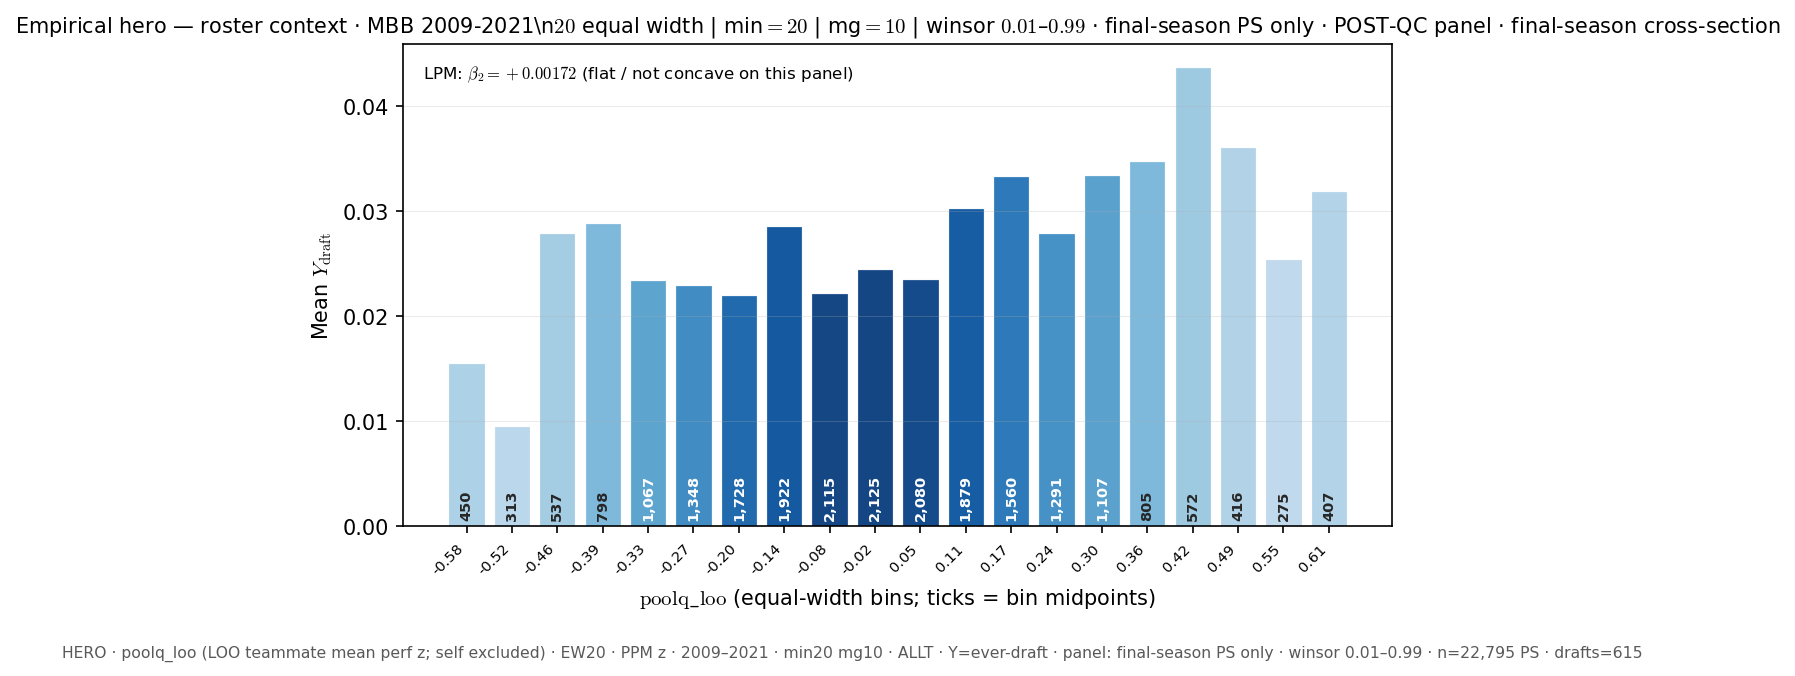 Empirical hero — roster context · MBB 2009-2021\n20 equal width | min = 20 | mg = 10 | winsor 0.01–0.99 · final-season PS only · POST-QC panel · final-season cross-section
LPM: β₂ = +0.00172 (flat / not concave on this panel)
Mean Y_draft
0.04
0.03
0.02
0.01
0.00
450 313 537 798 1,067 1,348 1,728 1,922 2,115 2,125 2,080 1,879 1,560 1,291 1,107 805 572 416 275 407
-0.58 -0.52 -0.46 -0.39 -0.33 -0.27 -0.20 -0.14 -0.08 -0.02 0.05 0.11 0.17 0.24 0.30 0.36 0.42 0.49 0.55 0.61
poolq_loo (equal-width bins; ticks = bin midpoints)
HERO · poolq_loo (LOO teammate mean perf z; self excluded) · EW20 · PPM z · 2009–2021 · min20 mg10 · ALLT · Y=ever-draft · panel: final-season PS only · winsor 0.01–0.99 · n=22,795 PS · drafts=615